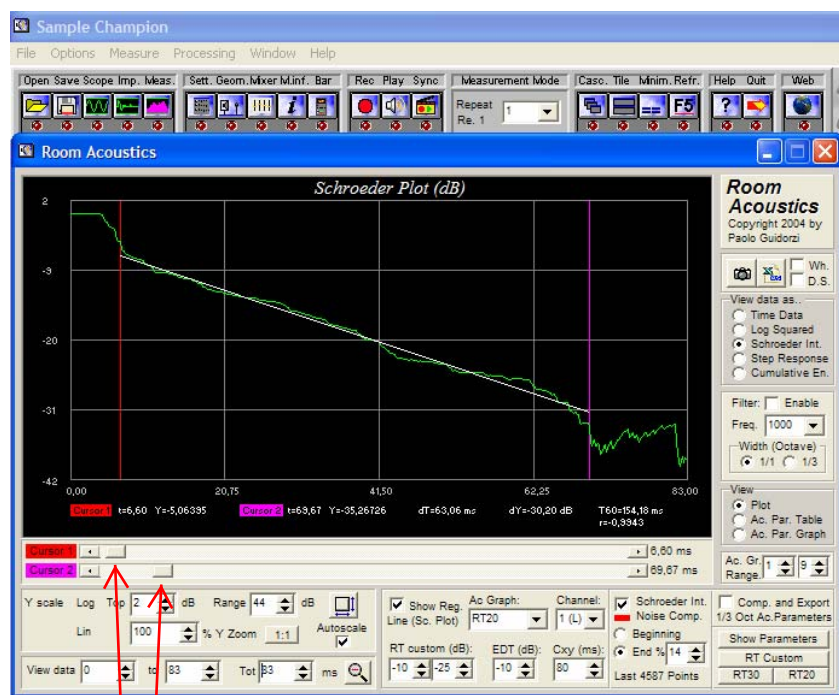 Sample Champion
File Options Measure Processing Window Help
Open Save Scope Imp. Meas. Sett. Geom. Mixer M.inf. Bar Rec Play Sync Measurement Mode Casc. Tile Minim. Refr. Help Quit Web
Repeat
Re. 1
1
F5
Room Acoustics
Schroeder Plot (dB)
2
-9
-20
-31
-42
0,00 20,75 41,50 62,25 83,00
Cursor 1 t=6,60 Y=-5,06395 Cursor 2 t=69,67 Y=-35,26726 dT=63,06 ms dY=-30,20 dB T60=154,18 ms
r=-0,9943
Cursor 1 6,60 ms
Cursor 2 69,67 ms
Y scale Log Top 2 dB Range 44 dB
Lin 100 % Y Zoom 1:1 Autoscale
View data 0 to 83 Tot 83 ms
Show Reg. Line (Sc. Plot)
Ac Graph: RT20
Channel: 1 (L)
RT custom (dB): -10 -25
EDT (dB): -10
Cxy (ms): 80
Schroeder Int.
Noise Comp.
Beginning
End % 14
Last 4587 Points
Room
Acoustics
Copyright 2004 by
Paolo Guidorzi
Wh.
D.S.
View data as..
Time Data
Log Squared
Schroeder Int.
Step Response
Cumulative En.
Filter: Enable
Freq. 1000
Width (Octave)
1/1 1/3
View
Plot
Ac. Par. Table
Ac. Par. Graph
Ac. Gr. Range. 1 9
Comp. and Export
1/3 Oct Ac.Parameters
Show Parameters
RT Custom
RT30 RT20